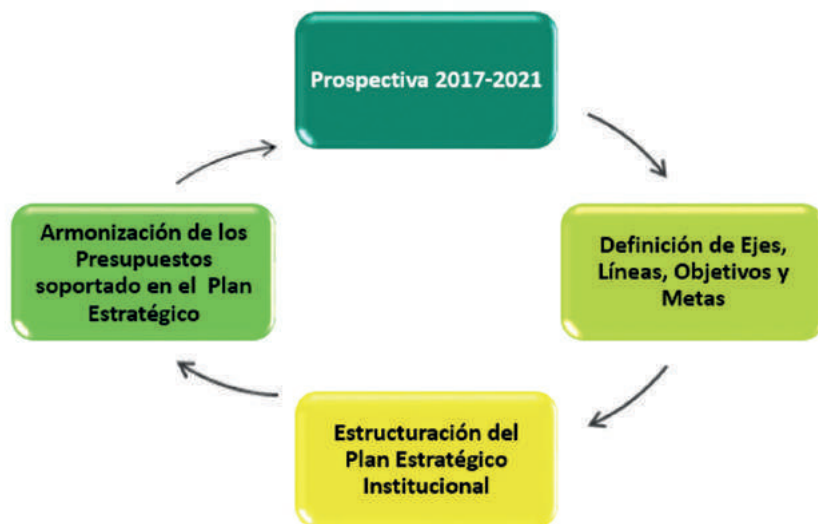 Prospectiva 2017-2021
Definición de Ejes,
Líneas, Objetivos y
Metas
Estructuración del
Plan Estratégico
Institucional
Armonización de los
Presupuestos
soportado en el Plan
Estratégico